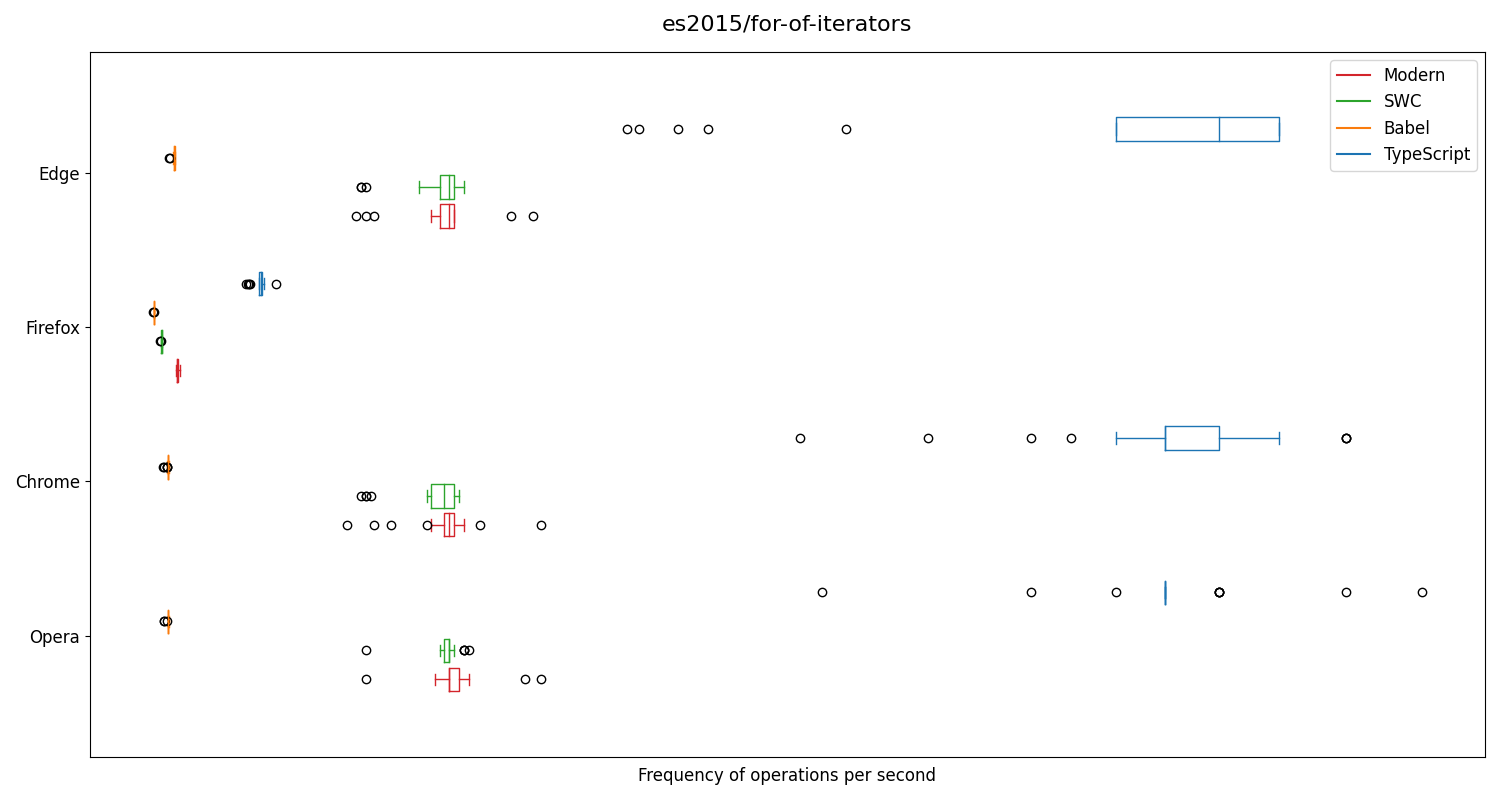 es2015/for-of-iterators
Modern
SWC
Babel
TypeScript
Edge
Firefox
Chrome
Opera
Frequency of operations per second